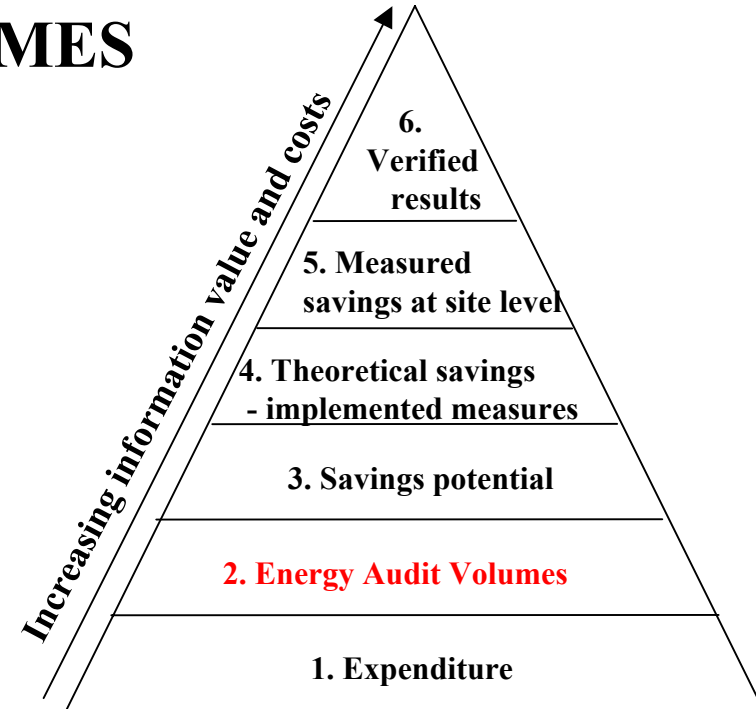 MES
Increasing information value and costs
6.
Verified
results
5. Measured
savings at site level
4. Theoretical savings
- implemented measures
3. Savings potential
2. Energy Audit Volumes
1. Expenditure